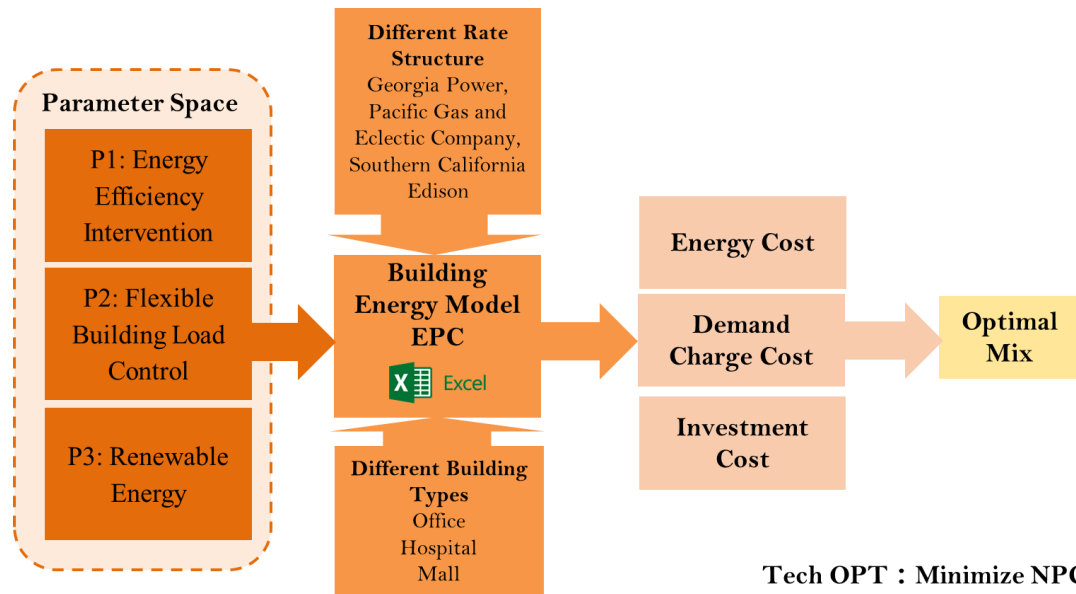 Parameter Space
P1: Energy
Efficiency
Intervention
P2: Flexible
Building Load
Control
P3: Renewable
Energy
Different Rate
Structure
Georgia Power,
Pacific Gas and
Eclectic Company,
Southern California
Edison
Building
Energy Model
EPC
X Excel
Different Building
Types
Office
Hospital
Mall
Energy Cost
Demand
Charge Cost
Investment
Cost
Optimal
Mix
Tech OPT：Minimize NPC